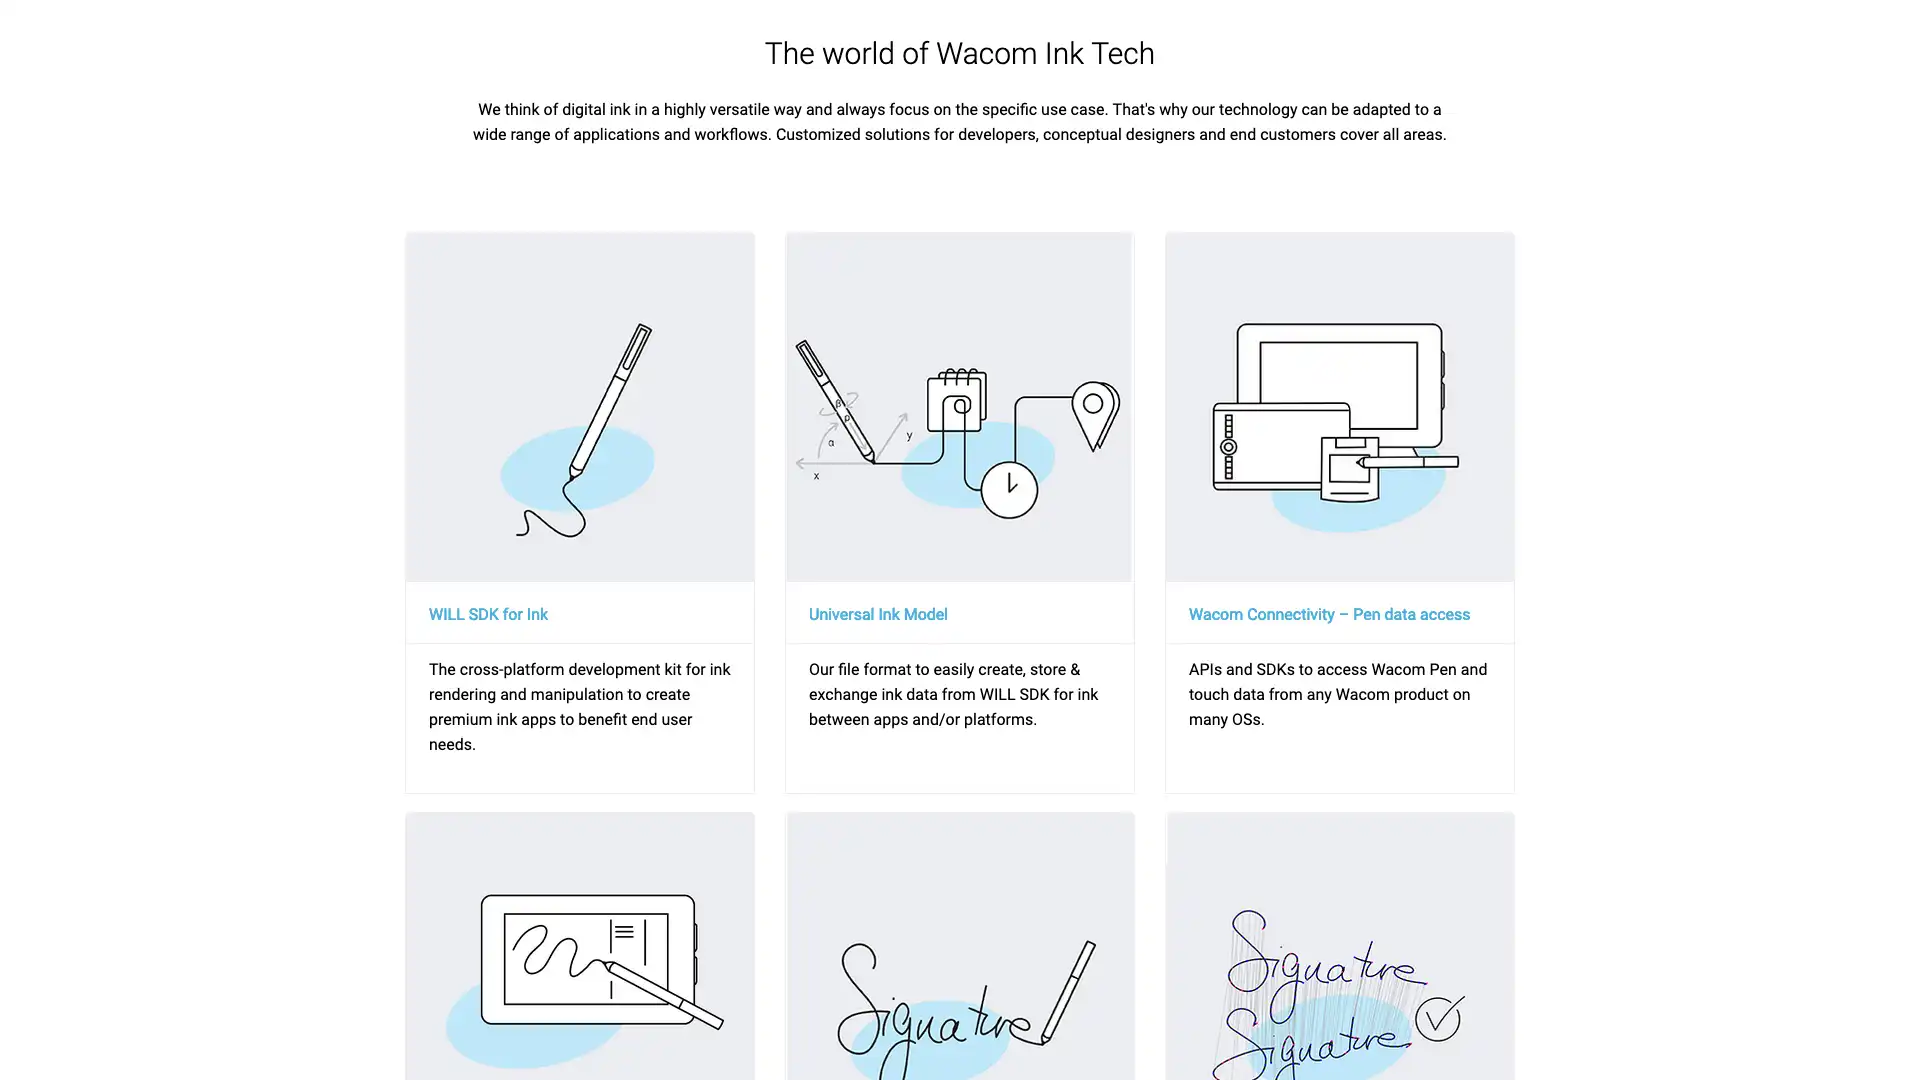 The world of Wacom Ink Tech
We think of digital ink in a highly versatile way and always focus on the specific use case. That's why our technology can be adapted to a
wide range of applications and workflows. Customized solutions for developers, conceptual designers and end customers cover all areas.
β
ρ
α
y
x
WILL SDK for Ink
The cross-platform development kit for ink
rendering and manipulation to create
premium ink apps to benefit end user
needs.
Universal Ink Model
Our file format to easily create, store &
exchange ink data from WILL SDK for ink
between apps and/or platforms.
Wacom Connectivity – Pen data access
APIs and SDKs to access Wacom Pen and
touch data from any Wacom product on
many OSs.
Signature
Signature
Signature